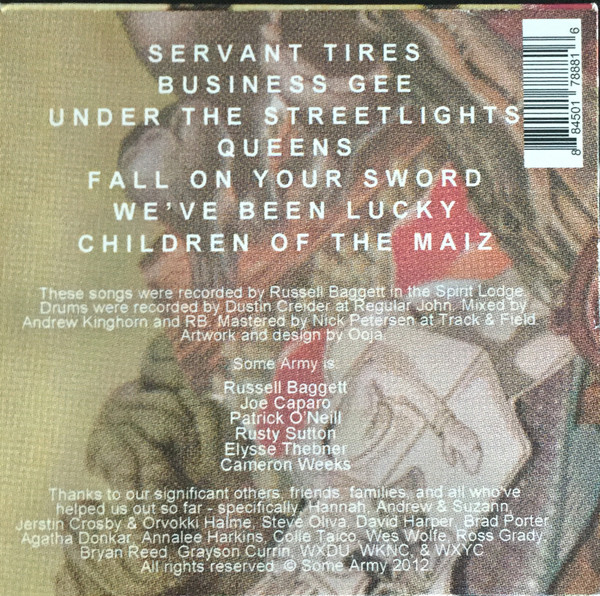 SERVANT TIRES
BUSINESS GEE
UNDER THE STREETLIGHTS
QUEENS
FALL ON YOUR SWORD
WE'VE BEEN LUCKY
CHILDREN OF THE MAIZ
8 84501 78881 6
These songs were recorded by Russell Baggett in the Spirit Lodge.
Drums were recorded by Dustin Creider at Regular John. Mixed by
Andrew Kinghorn and RB. Mastered by Nick Petersen at Track & Field.
Artwork and design by Ooja.
Some Army is:
Russell Baggett
Joe Caparo
Patrick O'Neill
Rusty Sutton
Elysse Thebner
Cameron Weeks
Thanks to our significant others, friends, families, and all who've
helped us out so far - specifically, Hannah, Andrew & Suzann,
Jerstin Crosby & Orvokki Halme, Steve Oliva, David Harper, Brad Porter,
Agatha Donkar, Annalee Harkins, Colie Taico, Wes Wolfe, Ross Grady,
Bryan Reed, Grayson Currin, WXDU, WKNC, & WXYC
All rights reserved, © Some Army 2012.